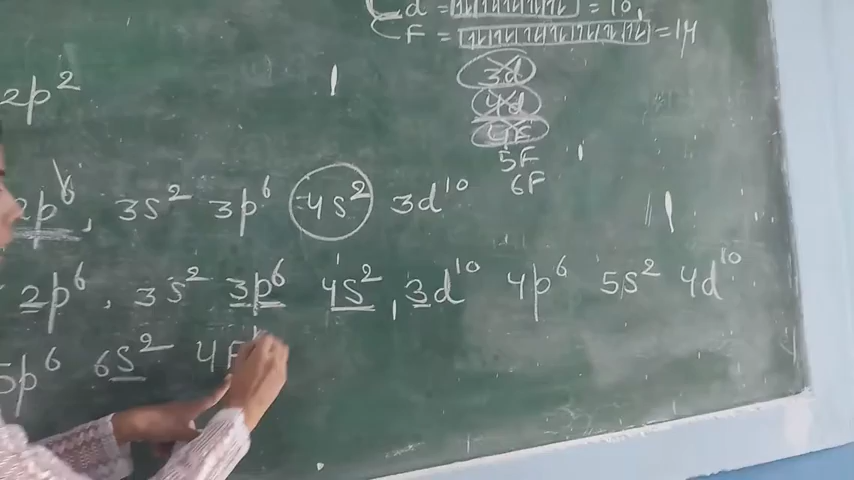 d = ⥮⥮⥮⥮⥮ = 10,
F = ⥮⥮⥮⥮⥮⥮⥮ = 14
3d
2p²
4d
4F
5F
6F
2p⁶, 3s² 3p⁶ 4s² 3d¹⁰
2p⁶, 3s² 3p⁶ 4s², 3d¹⁰ 4p⁶ 5s² 4d¹⁰
5p⁶ 6s² 4F